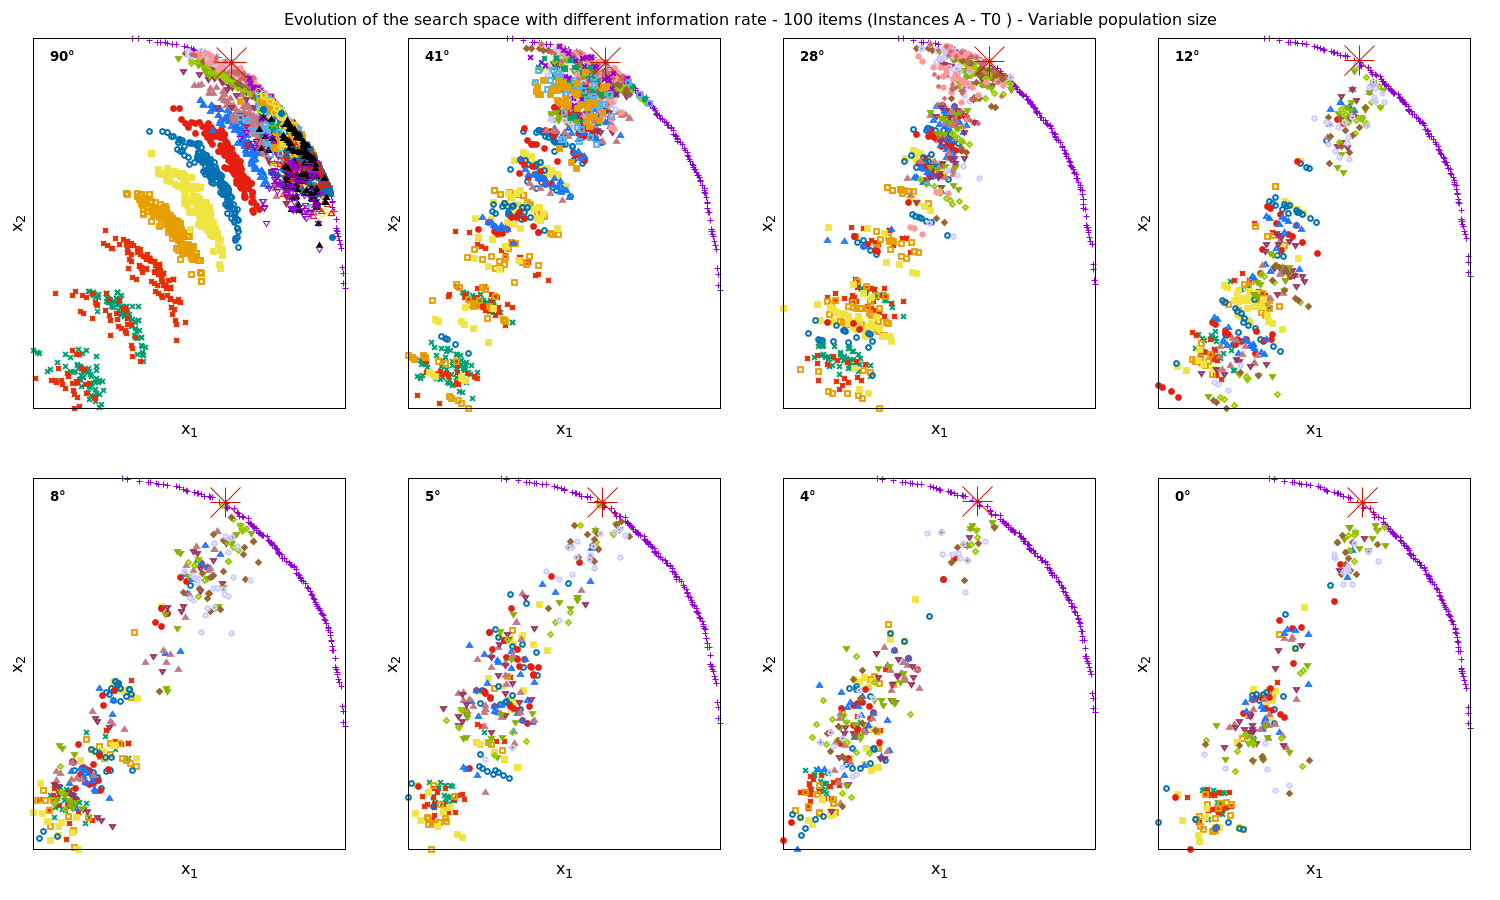 Evolution of the search space with different information rate - 100 items (Instances A - T0 ) - Variable population size
90° 41° 28° 12°
x2 x2 x2 x2
x1 x1 x1 x1
8° 5° 4° 0°
x2 x2 x2 x2
x1 x1 x1 x1